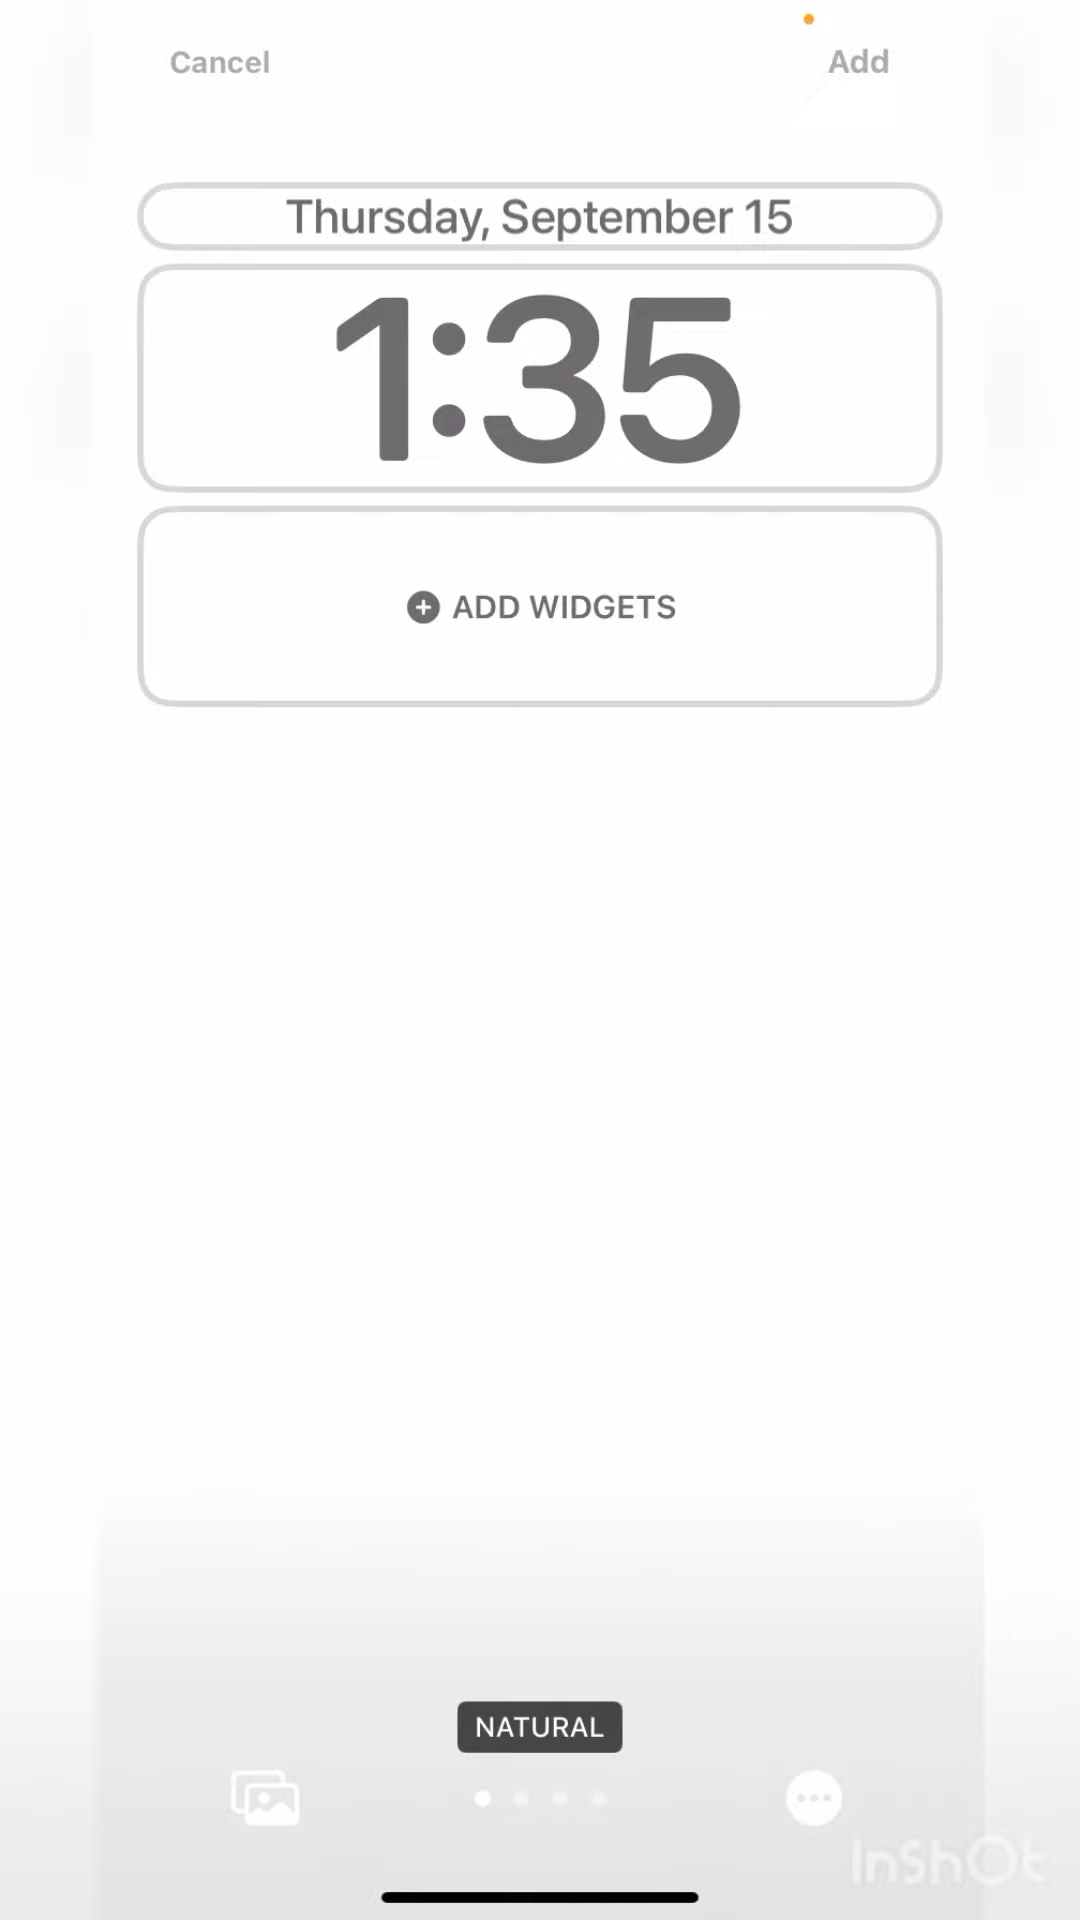 Cancel
Add
Thursday, September 15
1:35
ADD WIDGETS
NATURAL
InShOt